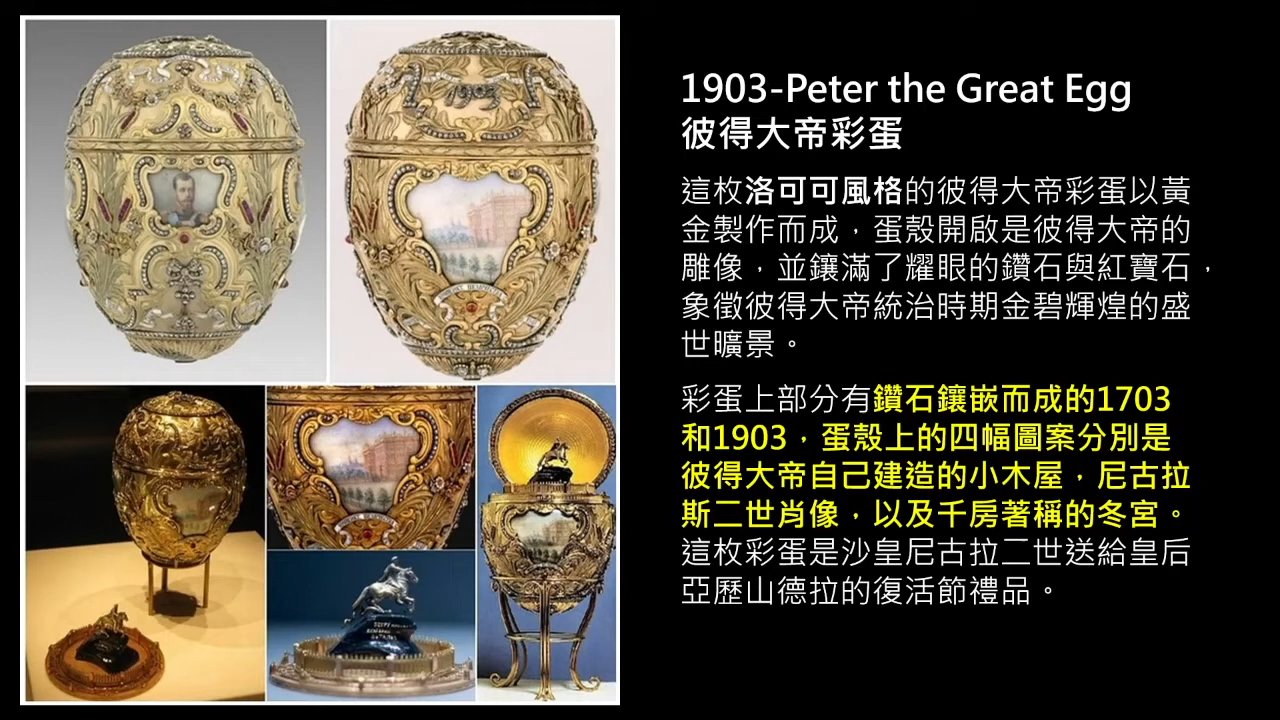 1903-Peter the Great Egg
彼得大帝彩蛋
這枚洛可可風格的彼得大帝彩蛋以黃
金製作而成，蛋殼開啟是彼得大帝的
雕像，並鑲滿了耀眼的鑽石與紅寶石，
象徵彼得大帝統治時期金碧輝煌的盛
世曠景。
彩蛋上部分有鑽石鑲嵌而成的1703
和1903，蛋殼上的四幅圖案分別是
彼得大帝自己建造的小木屋，尼古拉
斯二世肖像，以及千房著稱的冬宮。
這枚彩蛋是沙皇尼古拉二世送給皇后
亞歷山德拉的復活節禮品。
1903